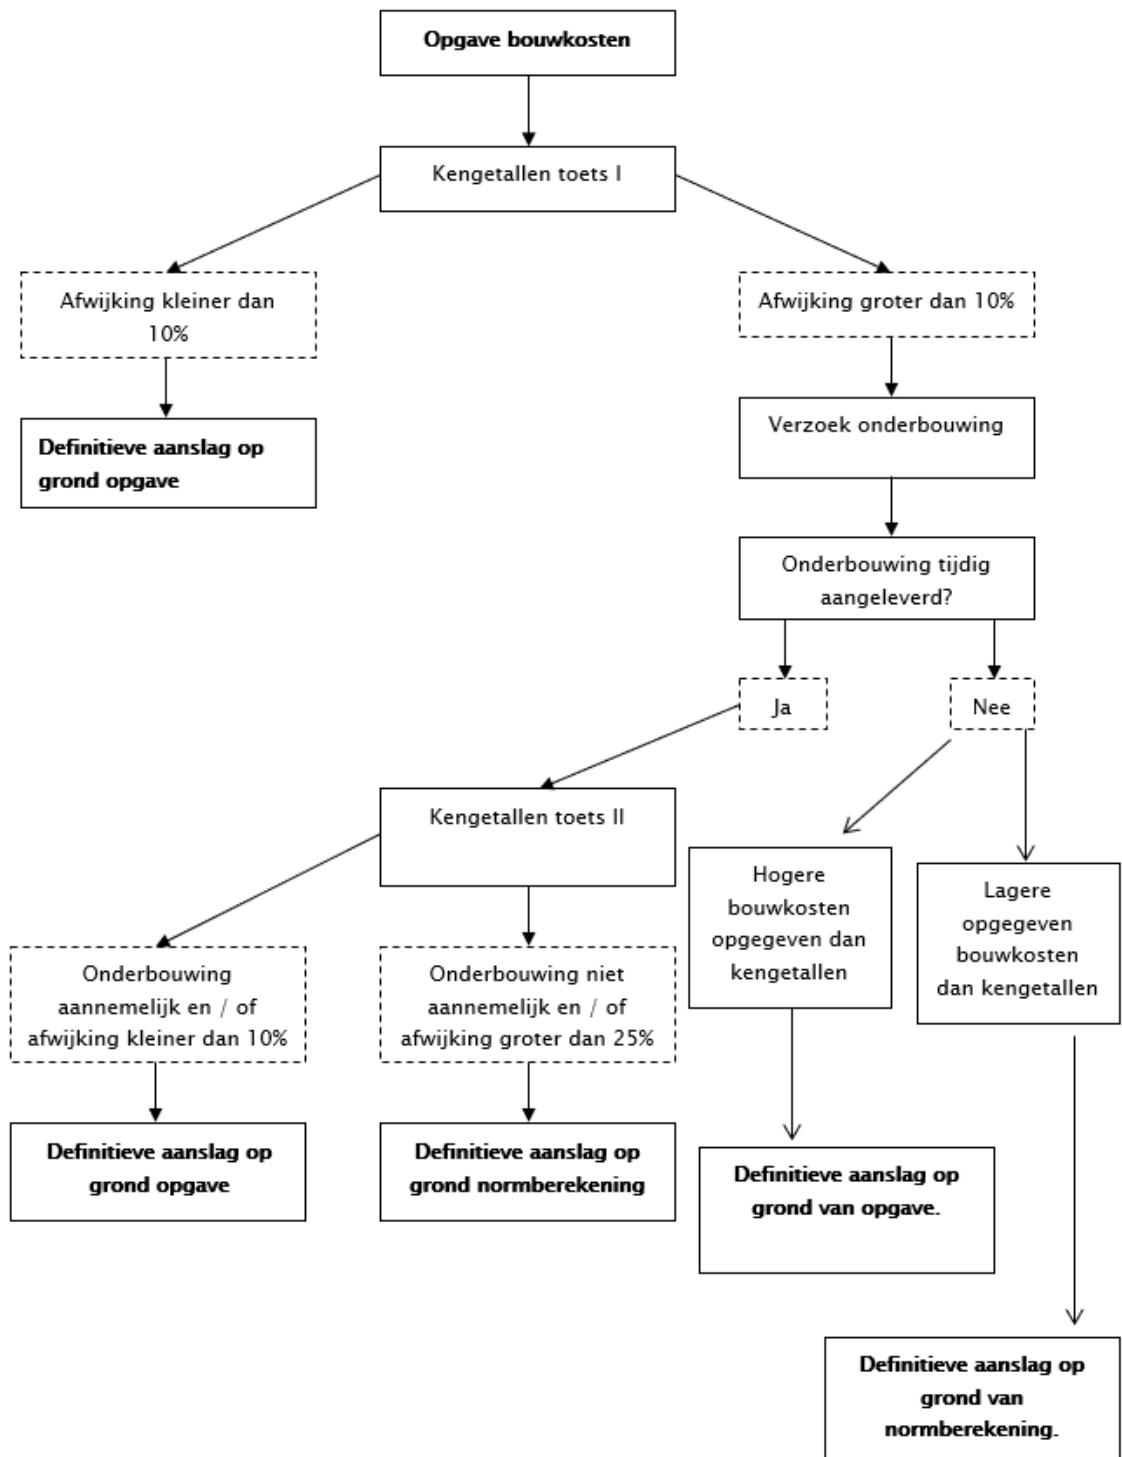 Opgave bouwkosten
Kengetallen toets I
Afwijking kleiner dan
10%
Afwijking groter dan 10%
Definitieve aanslag op
grond opgave
Verzoek onderbouwing
Onderbouwing tijdig
aangeleverd?
Ja
Nee
Kengetallen toets II
Hogere
bouwkosten
opgegeven dan
kengetallen
Lagere
opgegeven
bouwkosten
dan kengetallen
Onderbouwing
aannemelijk en / of
afwijking kleiner dan 10%
Onderbouwing niet
aannemelijk en / of
afwijking groter dan 25%
Definitieve aanslag op
grond opgave
Definitieve aanslag op
grond normberekening
Definitieve aanslag op
grond van opgave.
Definitieve aanslag op
grond van
normberekening.